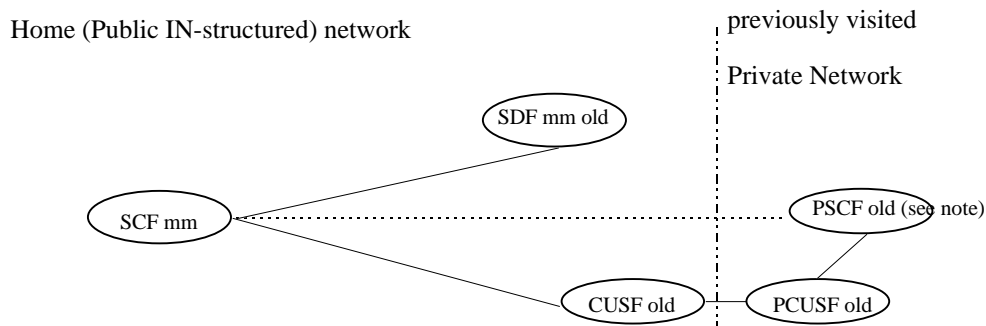 previously visited
Home (Public IN-structured) network
Private Network
SDF mm old
SCF mm
PSCF old (see note)
CUSF old
PCUSF old